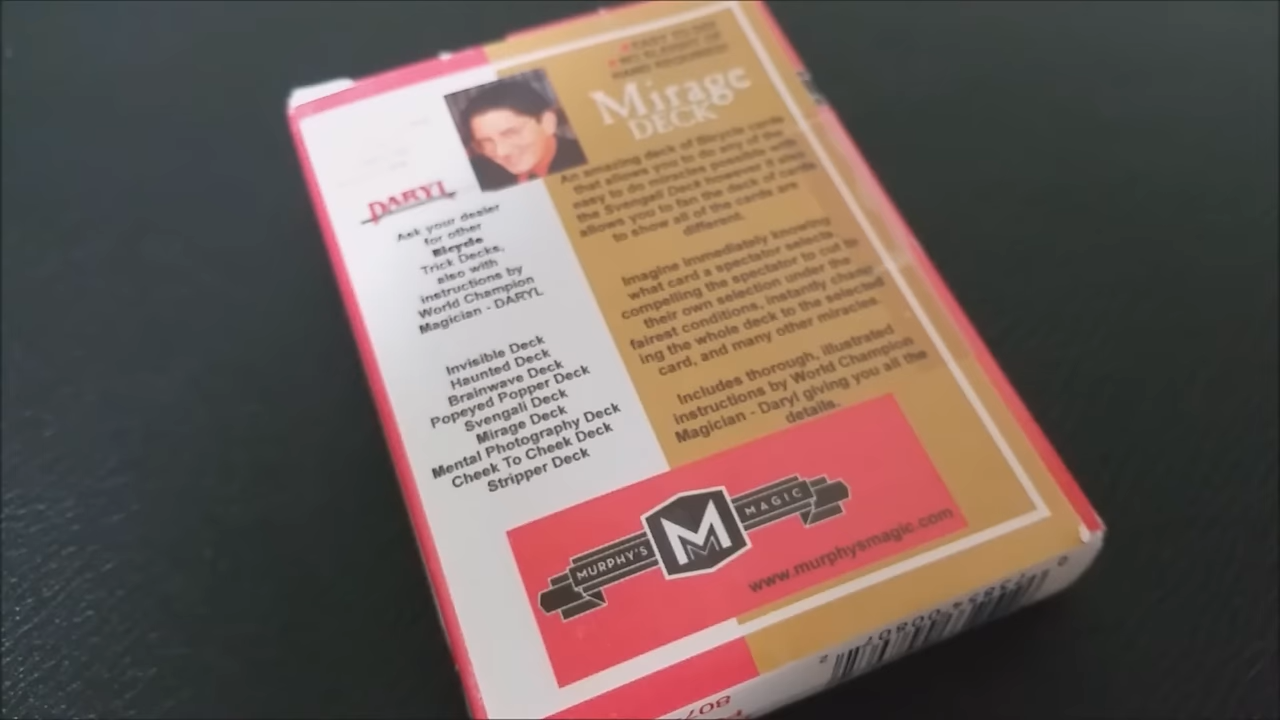 DARYL
Ask your dealer
for other
Bicycle
Trick Decks,
also with
instructions by
World Champion
Magician - DARYL
Invisible Deck
Haunted Deck
Brainwave Deck
Popeyed Popper Deck
Svengali Deck
Mirage Deck
Mental Photography Deck
Cheek To Cheek Deck
Stripper Deck
Mirage
DECK
An amazing deck of Bicycle cards
that allows you to do any of the
easy to do miracles possible with
the Svengali Deck however it also
allows you to fan the deck of cards
to show all of the cards are
different.
Imagine immediately knowing
what card a spectator selects,
compelling the spectator to cut to
their own selection under the
fairest conditions, instantly chang-
ing the whole deck to the selected
card, and many other miracles.
Includes thorough, illustrated
instructions by World Champion
Magician - Daryl giving you all the
details.
MURPHY'S
M
MAGIC
www.murphysmagic.com